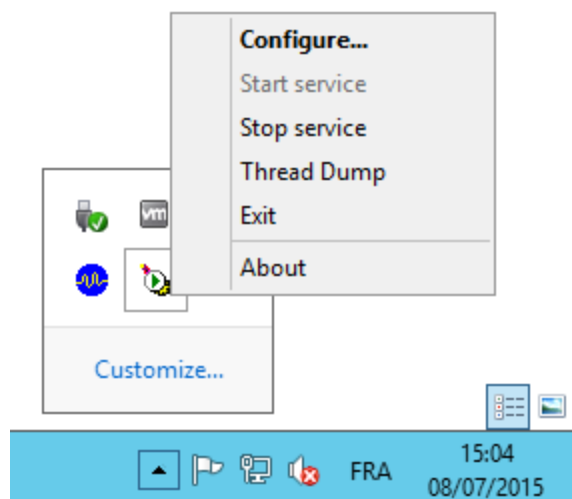 Configure...
Start service
Stop service
Thread Dump
Exit
About
vm
Customize...
FRA
15:04
08/07/2015